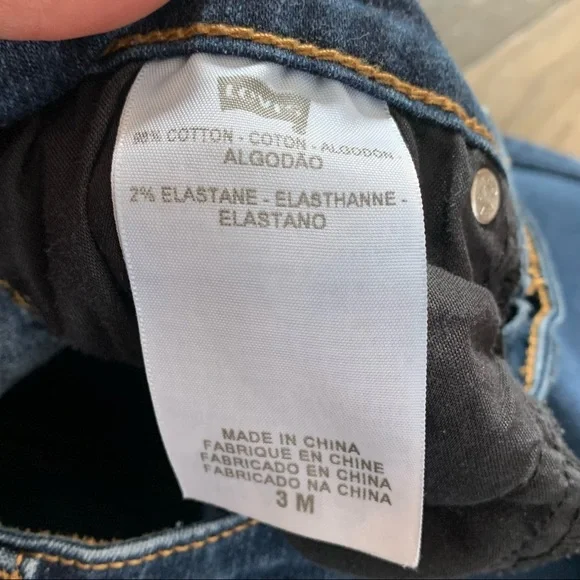 LEVI'S
98% COTTON - COTON - ALGODON -
ALGODÃO
2% ELASTANE - ELASTHANNE -
ELASTANO
MADE IN CHINA
FABRIQUE EN CHINE
FABRICADO EN CHINA
FABRICADO NA CHINA
3 M